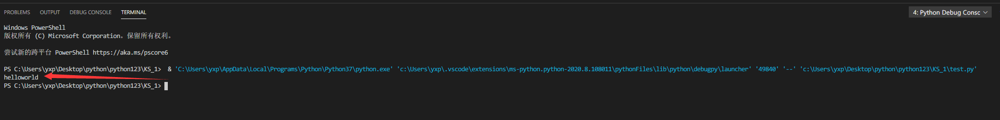 PROBLEMS OUTPUT DEBUG CONSOLE TERMINAL 4: Python Debug Consc
Windows PowerShell
版权所有 (C) Microsoft Corporation。保留所有权利。
尝试新的跨平台 PowerShell https://aka.ms/pscore6
PS C:\Users\yxp\Desktop\python\python123\KS_1>  & 'C:\Users\yxp\AppData\Local\Programs\Python\Python37\python.exe' 'c:\Users\yxp\.vscode\extensions\ms-python.python-2020.8.108011\pythonFiles\lib\python\debugpy\launcher' '49840' '--' 'c:\Users\yxp\Desktop\python\python123\KS_1\test.py'
helloworld
PS C:\Users\yxp\Desktop\python\python123\KS_1>